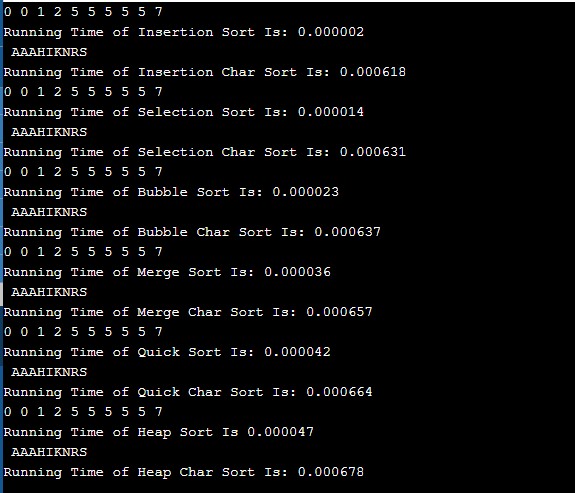 0 0 1 2 5 5 5 5 5 7
Running Time of Insertion Sort Is: 0.000002
 AAAHIKNRS
Running Time of Insertion Char Sort Is: 0.000618
0 0 1 2 5 5 5 5 5 7
Running Time of Selection Sort Is: 0.000014
 AAAHIKNRS
Running Time of Selection Char Sort Is: 0.000631
0 0 1 2 5 5 5 5 5 7
Running Time of Bubble Sort Is: 0.000023
 AAAHIKNRS
Running Time of Bubble Char Sort Is: 0.000637
0 0 1 2 5 5 5 5 5 7
Running Time of Merge Sort Is: 0.000036
 AAAHIKNRS
Running Time of Merge Char Sort Is: 0.000657
0 0 1 2 5 5 5 5 5 7
Running Time of Quick Sort Is: 0.000042
 AAAHIKNRS
Running Time of Quick Char Sort Is: 0.000664
0 0 1 2 5 5 5 5 5 7
Running Time of Heap Sort Is 0.000047
 AAAHIKNRS
Running Time of Heap Char Sort Is: 0.000678